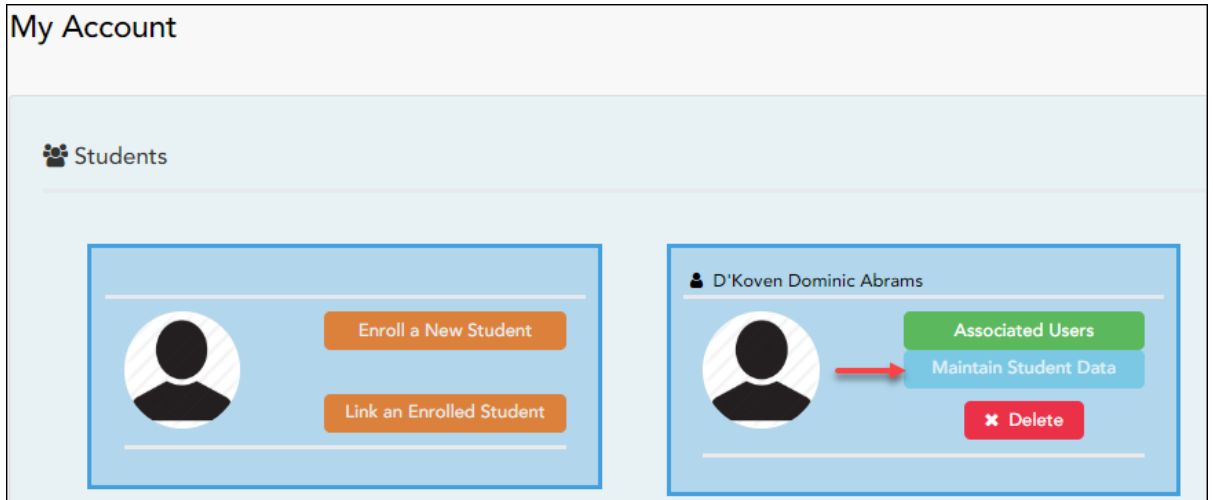 My Account
Students
Enroll a New Student
Link an Enrolled Student
D'Koven Dominic Abrams
Associated Users
Maintain Student Data
✖ Delete